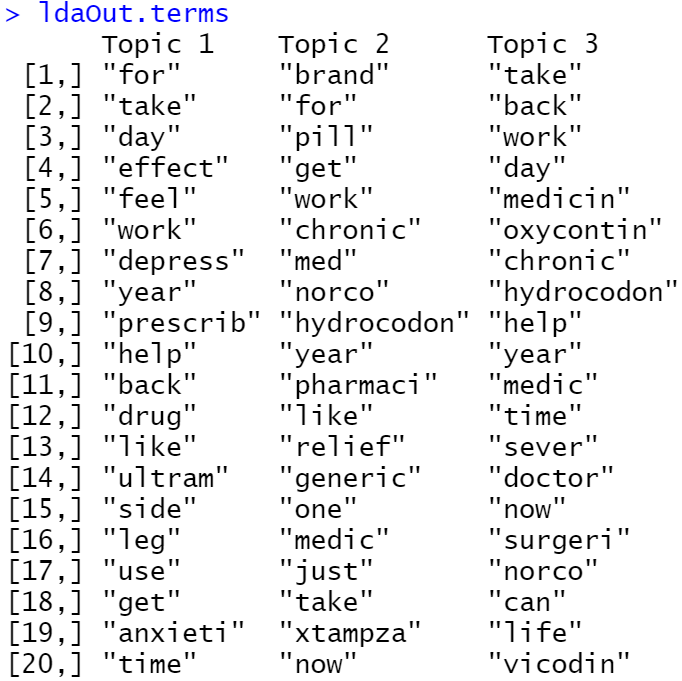 > ldaOut.terms
Topic 1 Topic 2 Topic 3
[1,] "for" "brand" "take"
[2,] "take" "for" "back"
[3,] "day" "pill" "work"
[4,] "effect" "get" "day"
[5,] "feel" "work" "medicin"
[6,] "work" "chronic" "oxycontin"
[7,] "depress" "med" "chronic"
[8,] "year" "norco" "hydrocodon"
[9,] "prescrib" "hydrocodon" "help"
[10,] "help" "year" "year"
[11,] "back" "pharmaci" "medic"
[12,] "drug" "like" "time"
[13,] "like" "relief" "sever"
[14,] "ultram" "generic" "doctor"
[15,] "side" "one" "now"
[16,] "leg" "medic" "surgeri"
[17,] "use" "just" "norco"
[18,] "get" "take" "can"
[19,] "anxieti" "xtampza" "life"
[20,] "time" "now" "vicodin"